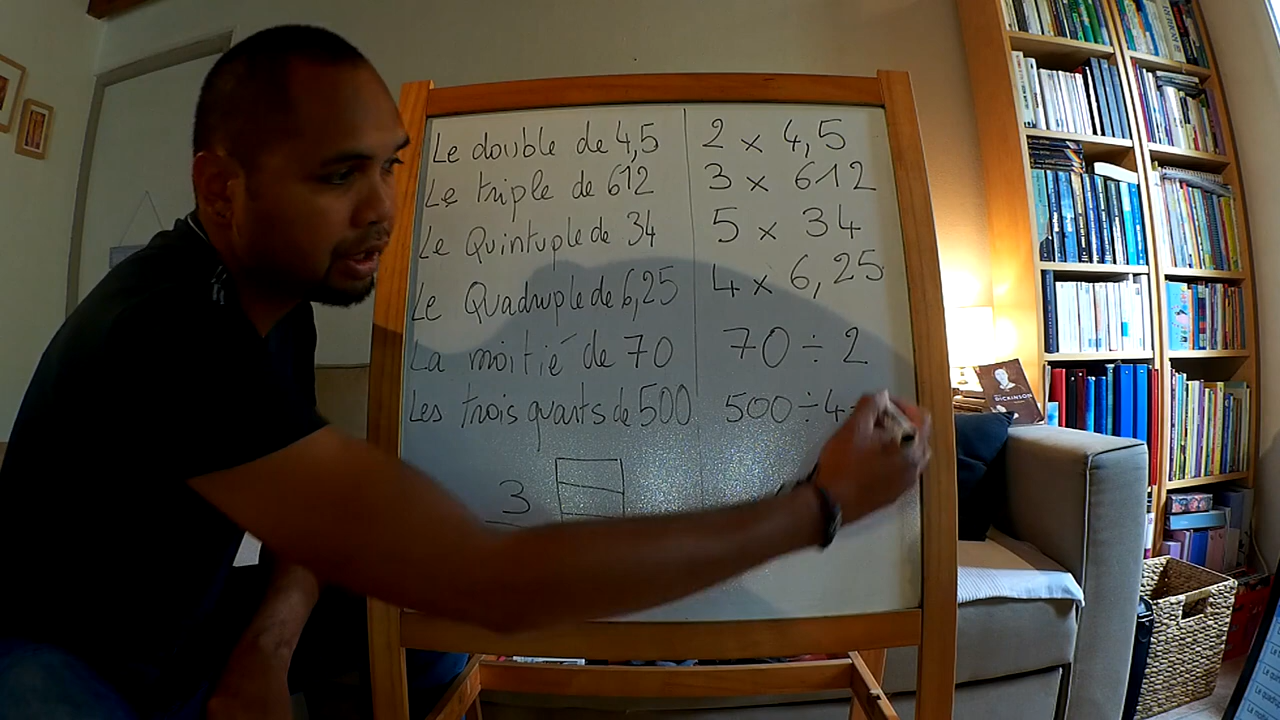 Le double de 4,5 2 × 4,5
Le triple de 612 3 × 612
Le Quintuple de 34 5 × 34
Le Quadruple de 6,25 4 × 6,25
La moitié de 70 70 ÷ 2
Les trois quarts de 500 500 ÷ 4
3
DICKINSON